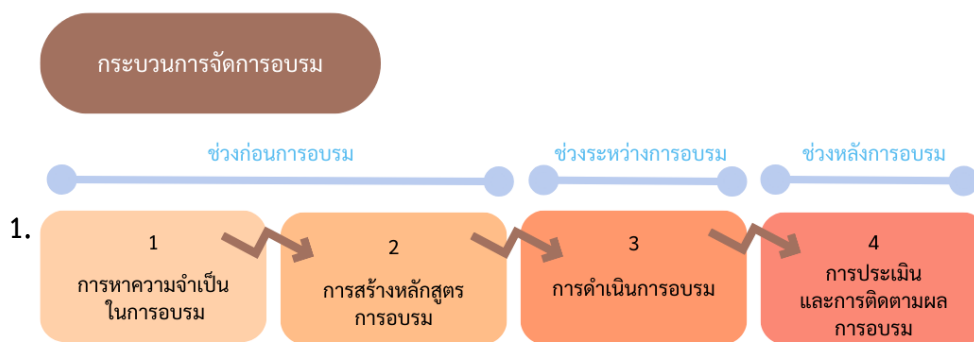 กระบวนการจัดการอบรม
ช่วงก่อนการอบรม
ช่วงระหว่างการอบรม
ช่วงหลังการอบรม
1.
1
การหาความจำเป็น
ในการอบรม
2
การสร้างหลักสูตร
การอบรม
3
การดำเนินการอบรม
4
การประเมิน
และการติดตามผล
การอบรม